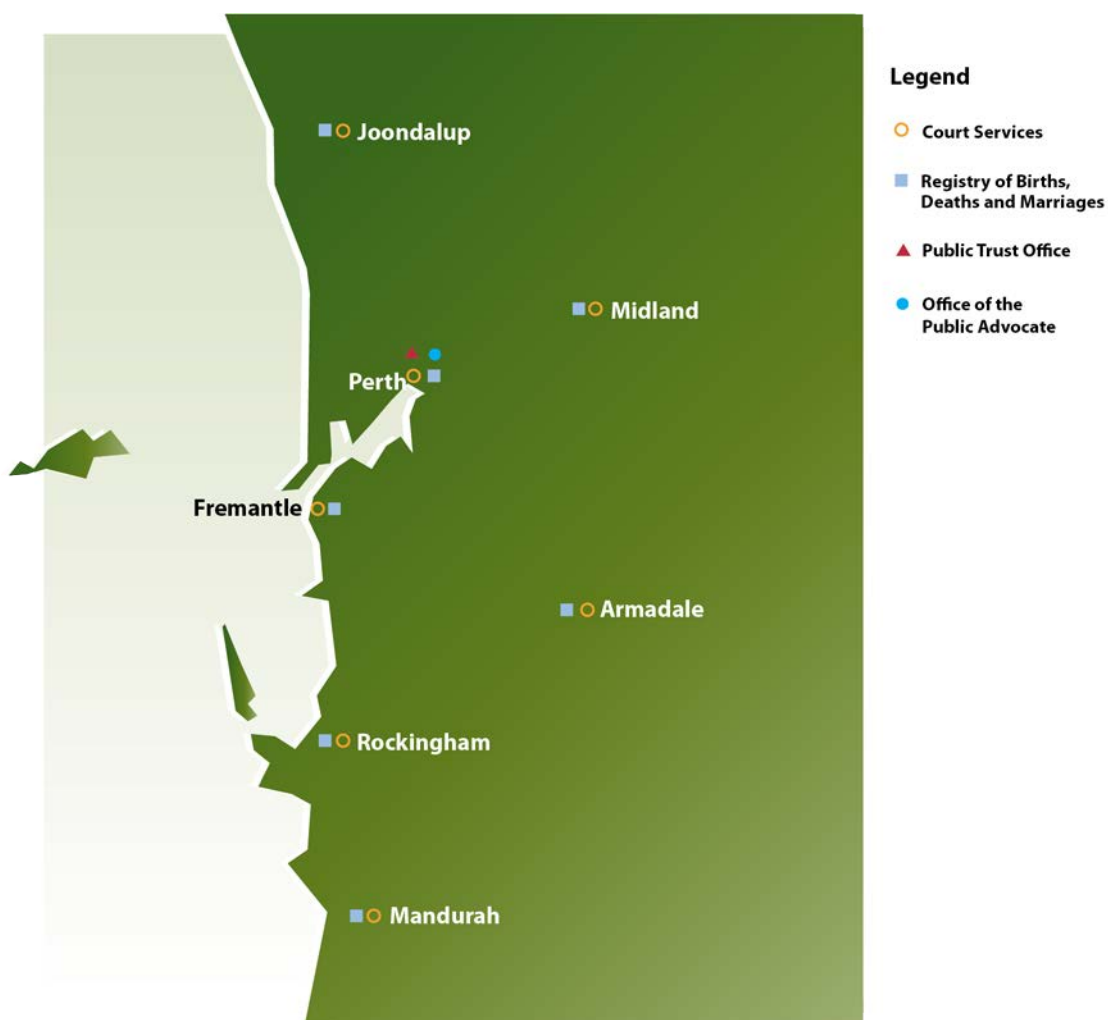 Legend
Court Services
Registry of Births,
Deaths and Marriages
Public Trust Office
Office of the
Public Advocate
Joondalup
Midland
Perth
Fremantle
Armadale
Rockingham
Mandurah